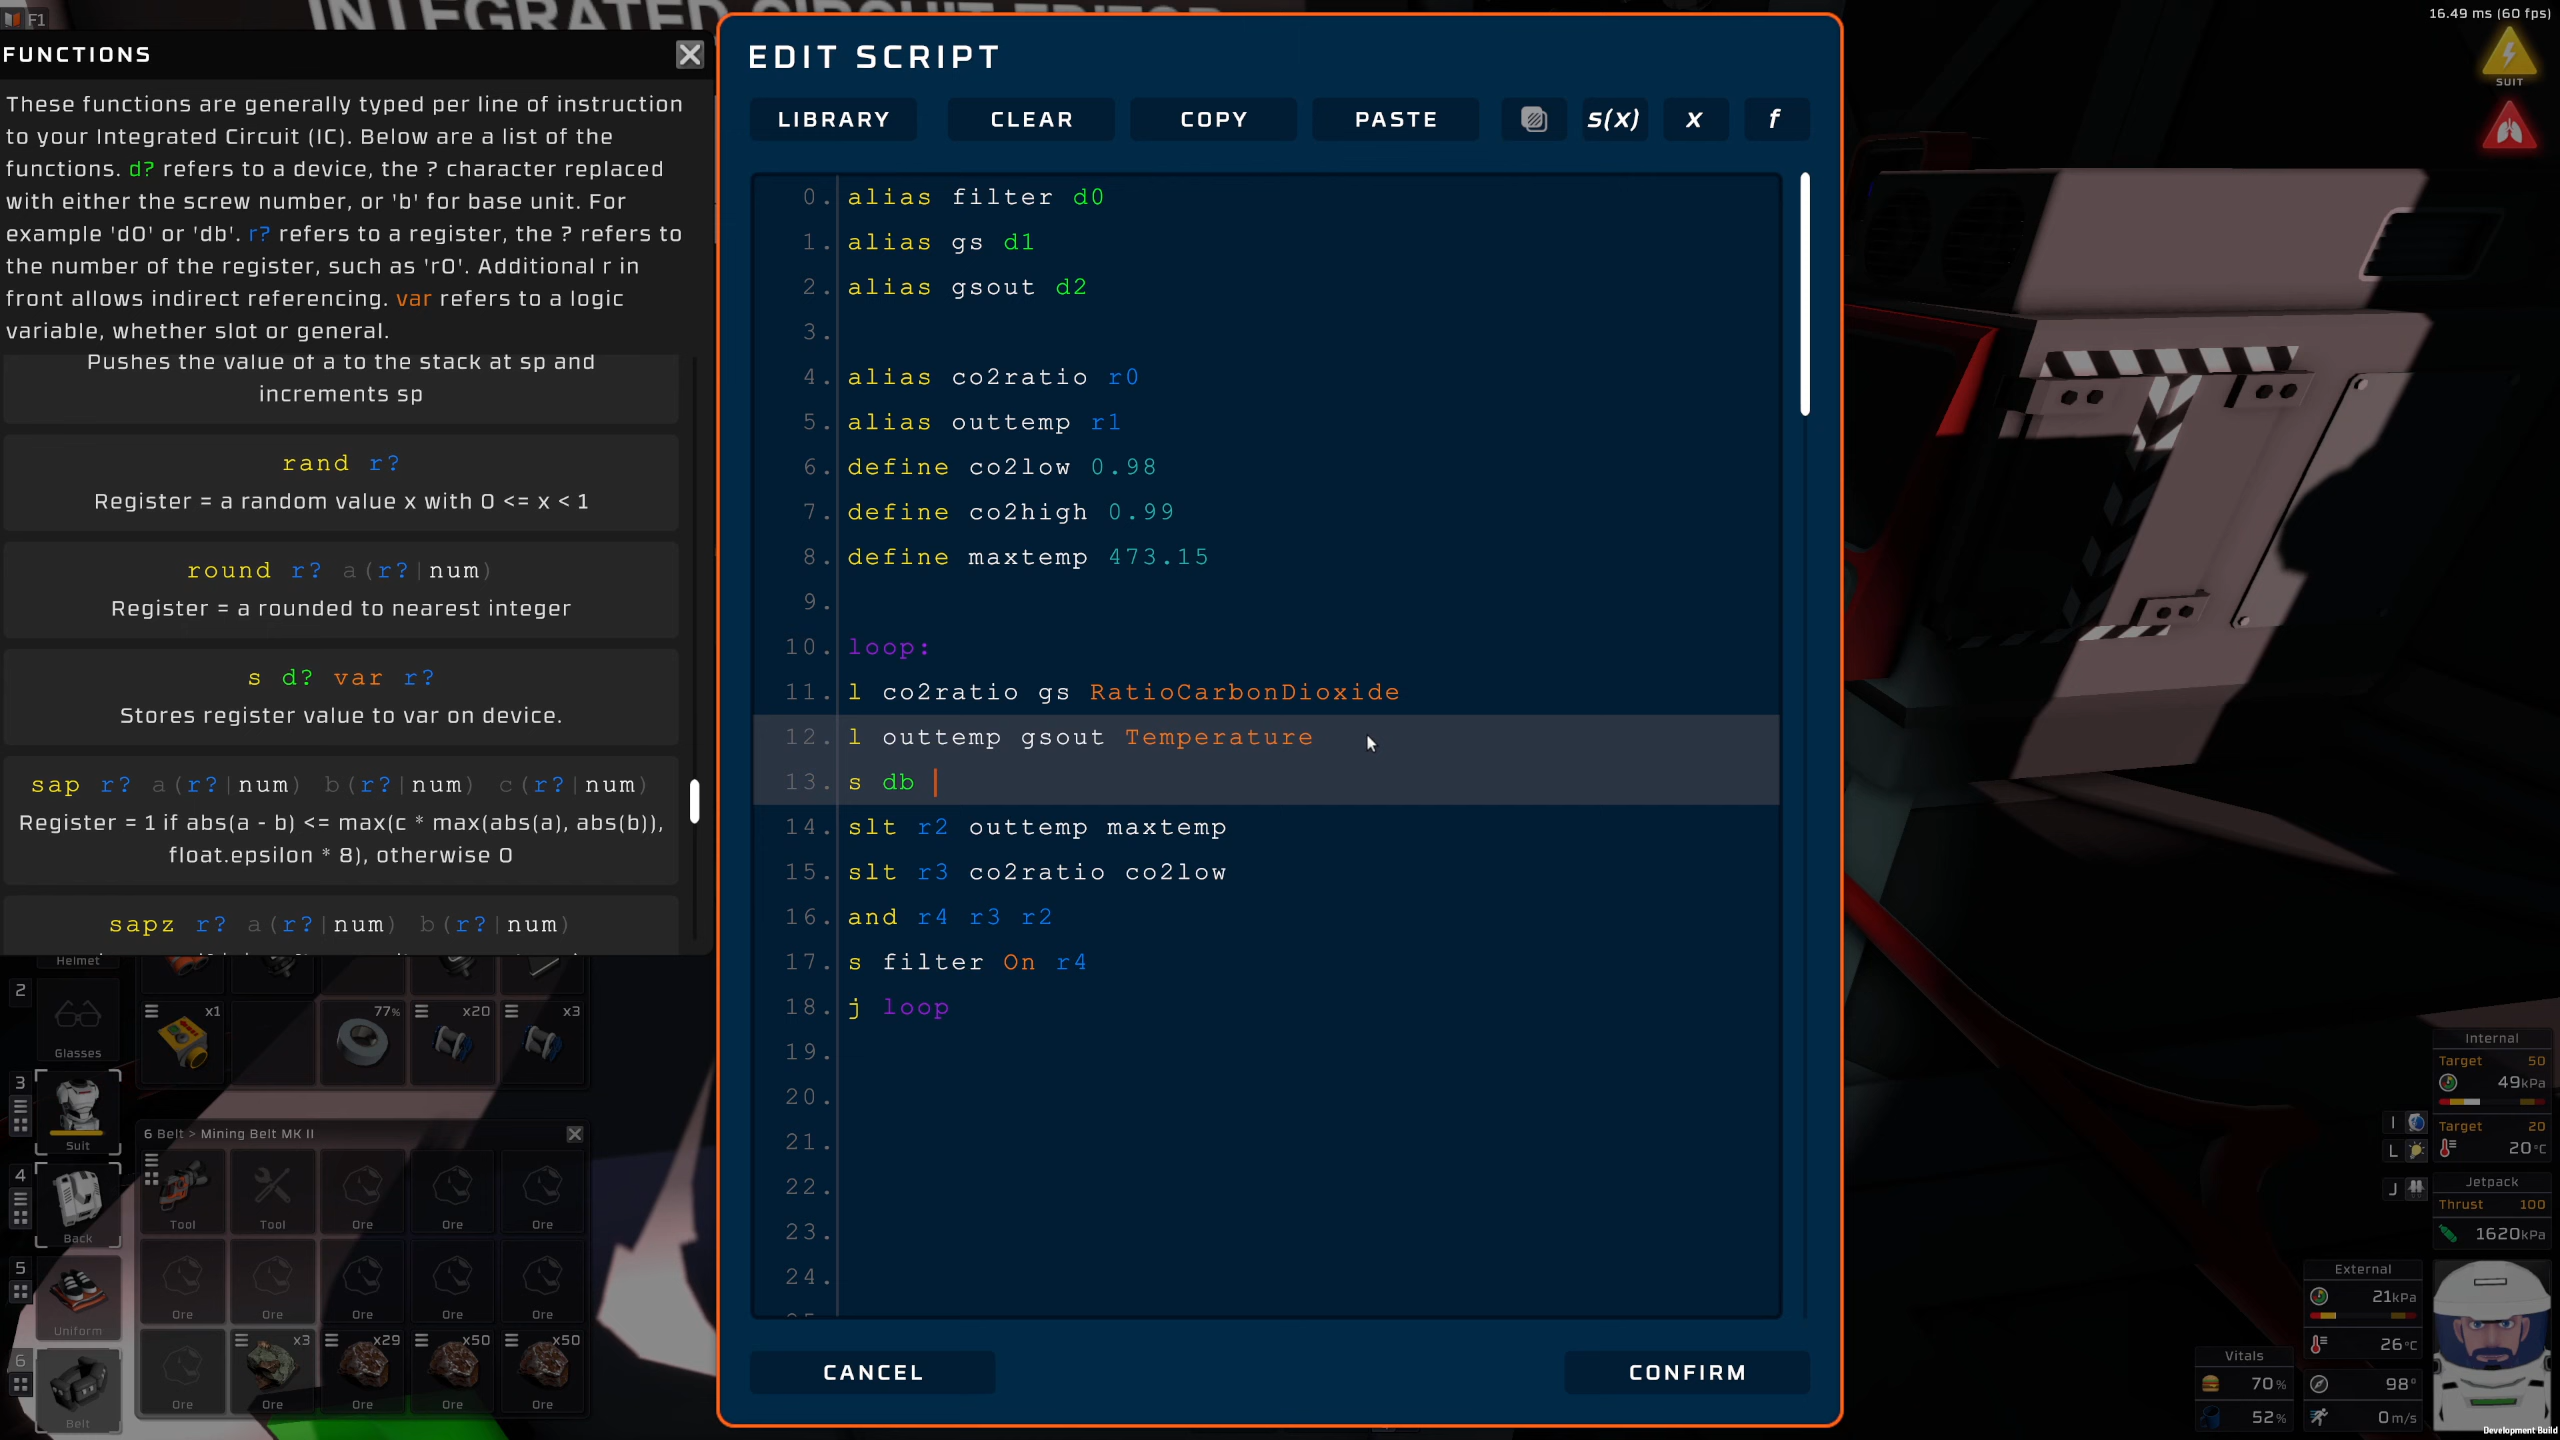 INTEGRATED CIRCUIT EDITOR
F1
16.49 ms (60 fps)
SUIT
FUNCTIONS
These functions are generally typed per line of instruction
to your Integrated Circuit (IC). Below are a list of the
functions. d? refers to a device, the ? character replaced
with either the screw number, or 'b' for base unit. For
example 'd0' or 'db'. r? refers to a register, the ? refers to
the number of the register, such as 'r0'. Additional r in
front allows indirect referencing. var refers to a logic
variable, whether slot or general.
Pushes the value of a to the stack at sp and
increments sp
rand r?
Register = a random value x with 0 <= x < 1
round r? a(r?|num)
Register = a rounded to nearest integer
s d? var r?
Stores register value to var on device.
sap r? a(r?|num) b(r?|num) c(r?|num)
Register = 1 if abs(a - b) <= max(c * max(abs(a), abs(b)),
float.epsilon * 8), otherwise 0
sapz r? a(r?|num) b(r?|num)
EDIT SCRIPT
LIBRARY
CLEAR
COPY
PASTE
s(x)
x
f
0. alias filter d0
1. alias gs d1
2. alias gsout d2
3.
4. alias co2ratio r0
5. alias outtemp r1
6. define co2low 0.98
7. define co2high 0.99
8. define maxtemp 473.15
9.
10. loop:
11. l co2ratio gs RatioCarbonDioxide
12. l outtemp gsout Temperature
13. s db
14. slt r2 outtemp maxtemp
15. slt r3 co2ratio co2low
16. and r4 r3 r2
17. s filter On r4
18. j loop
19.
20.
21.
22.
23.
24.
CANCEL
CONFIRM
Helmet
2
Glasses
3
Suit
4
Back
5
Uniform
6
Belt
x1
77%
x20
x3
6 Belt > Mining Belt MK II
Tool
Tool
Ore
Ore
Ore
Ore
Ore
Ore
Ore
Ore
Ore
x3
Ore
x29
Ore
x50
Ore
x50
Ore
Internal
Target 50
49kPa
Target 20
20°C
I
L
J
Jetpack
Thrust 100
1620kPa
External
21kPa
26°C
98°
0m/s
Vitals
70%
52%
Development Build